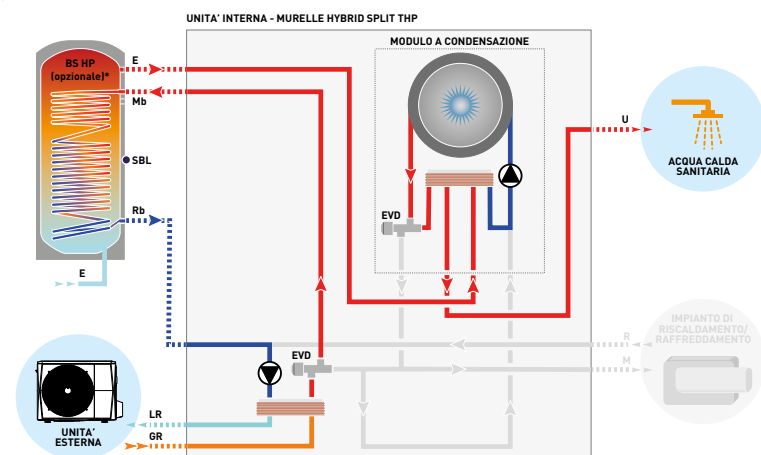 UNITA' INTERNA - MURELLE HYBRID SPLIT THP
MODULO A CONDENSAZIONE
BS HP
(opzionale)*
E
Mb
SBL
Rb
E
EVD
U
ACQUA CALDA
SANITARIA
IMPIANTO DI
RISCALDAMENTO/
RAFFREDDAMENTO
R
M
EVD
LR
GR
UNITA'
ESTERNA